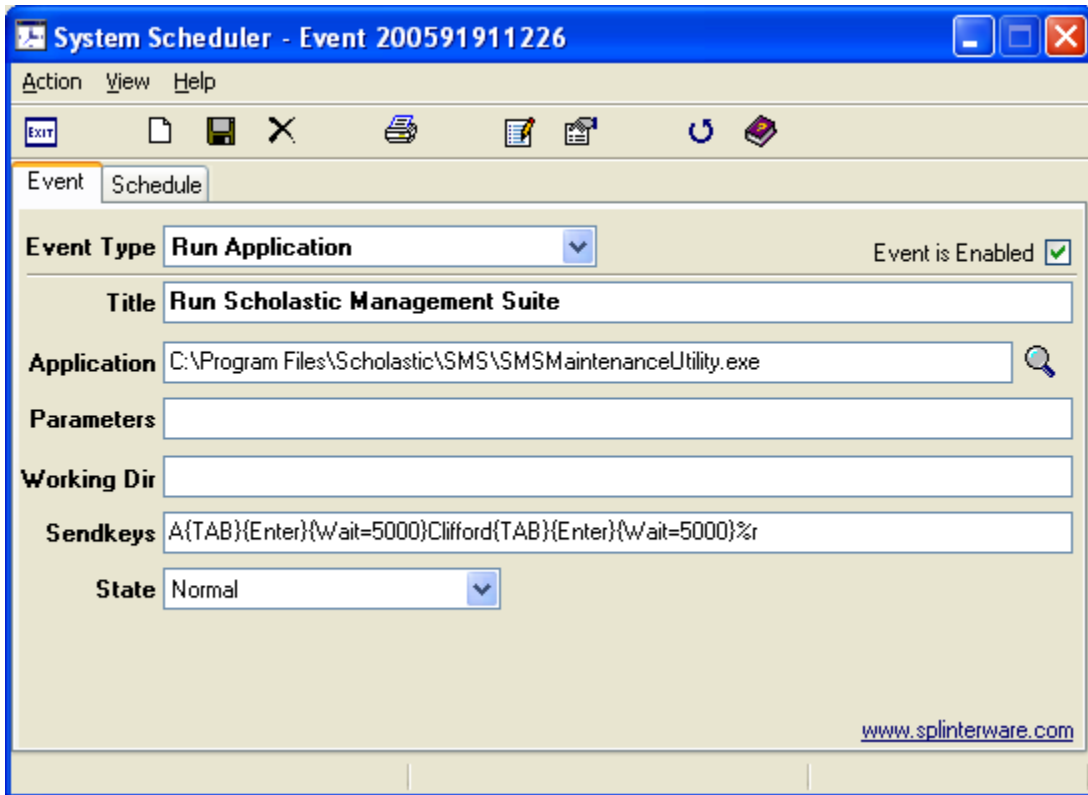 System Scheduler - Event 200591911226
Action View Help
EXIT
Event Schedule
Event Type Run Application Event is Enabled
Title Run Scholastic Management Suite
Application C:\Program Files\Scholastic\SMS\SMSMaintenanceUtility.exe
Parameters
Working Dir
Sendkeys A{TAB}{Enter}{Wait=5000}Clifford{TAB}{Enter}{Wait=5000}%r
State Normal
www.splinterware.com